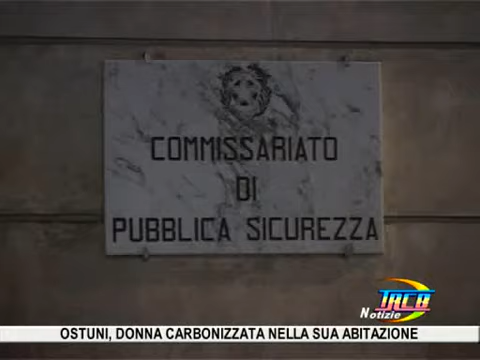 COMMISSARIATO
DI
PUBBLICA SICUREZZA
TRCB
Notizie
OSTUNI, DONNA CARBONIZZATA NELLA SUA ABITAZIONE